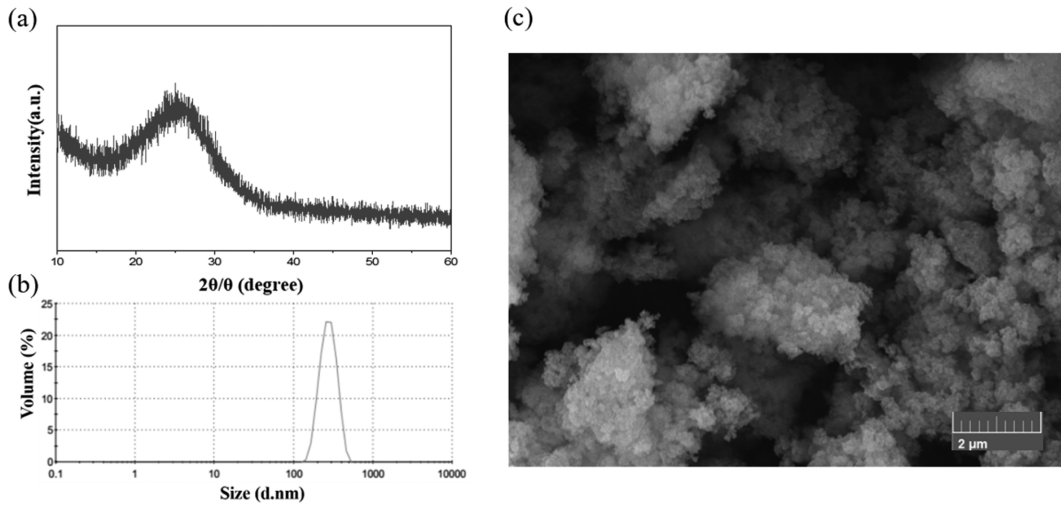 (a)
Intensity(a.u.)
10 20 30 40 50 60
2θ/θ (degree)
(b)
25
20
15
10
5
0
Volume (%)
0.1 1 10 100 1000 10000
Size (d.nm)
(c)
2 μm